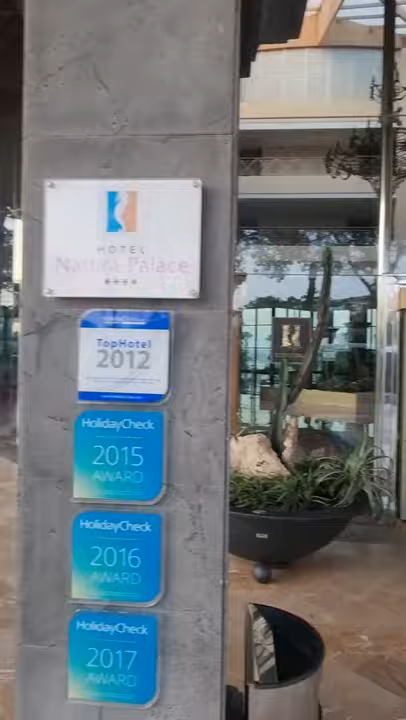 HOTEL
Natura Palace
TopHotel
2012
HolidayCheck
2015
AWARD
HolidayCheck
2016
AWARD
HolidayCheck
2017
AWARD